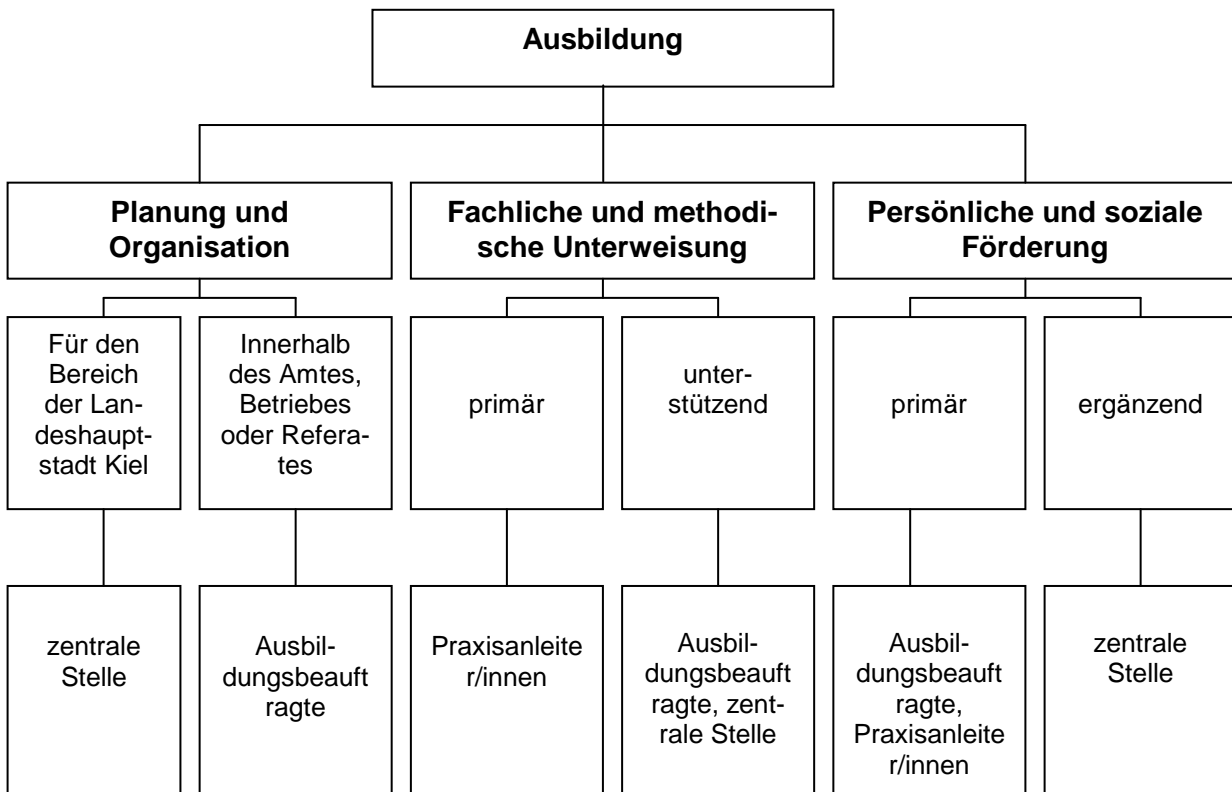 Ausbildung
Planung und
Organisation
Fachliche und methodi-
sche Unterweisung
Persönliche und soziale
Förderung
Für den
Bereich
der Lan-
deshaupt-
stadt Kiel
Innerhalb
des Amtes,
Betriebes
oder Refera-
tes
primär
unter-
stützend
primär
ergänzend
zentrale
Stelle
Ausbil-
dungsbeauft
ragte
Praxisanleite
r/innen
Ausbil-
dungsbeauft
ragte, zent-
rale Stelle
Ausbil-
dungsbeauft
ragte,
Praxisanleite
r/innen
zentrale
Stelle